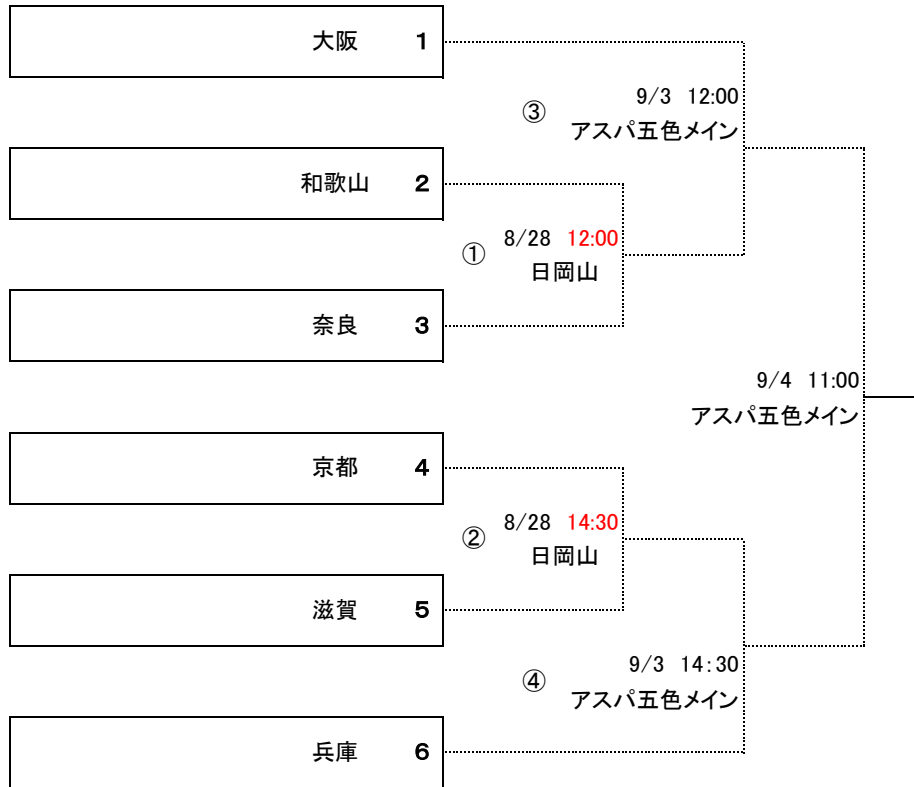 大阪 1
9/3 12:00
③
アスパ五色メイン
和歌山 2
8/28 12:00
①
日岡山
奈良 3
9/4 11:00
アスパ五色メイン
京都 4
8/28 14:30
②
日岡山
滋賀 5
9/3 14:30
④
アスパ五色メイン
兵庫 6